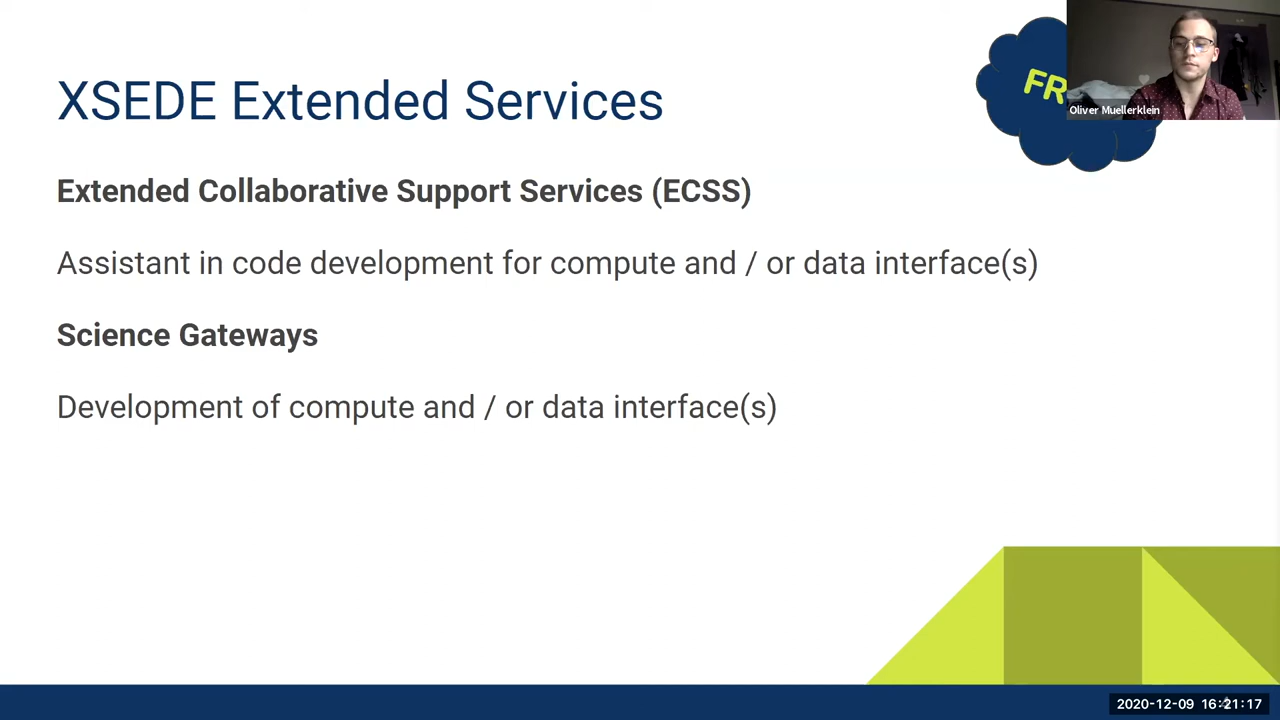 XSEDE Extended Services
FR
Oliver Muellerklein
Extended Collaborative Support Services (ECSS)
Assistant in code development for compute and / or data interface(s)
Science Gateways
Development of compute and / or data interface(s)
2020-12-09 16:21:17